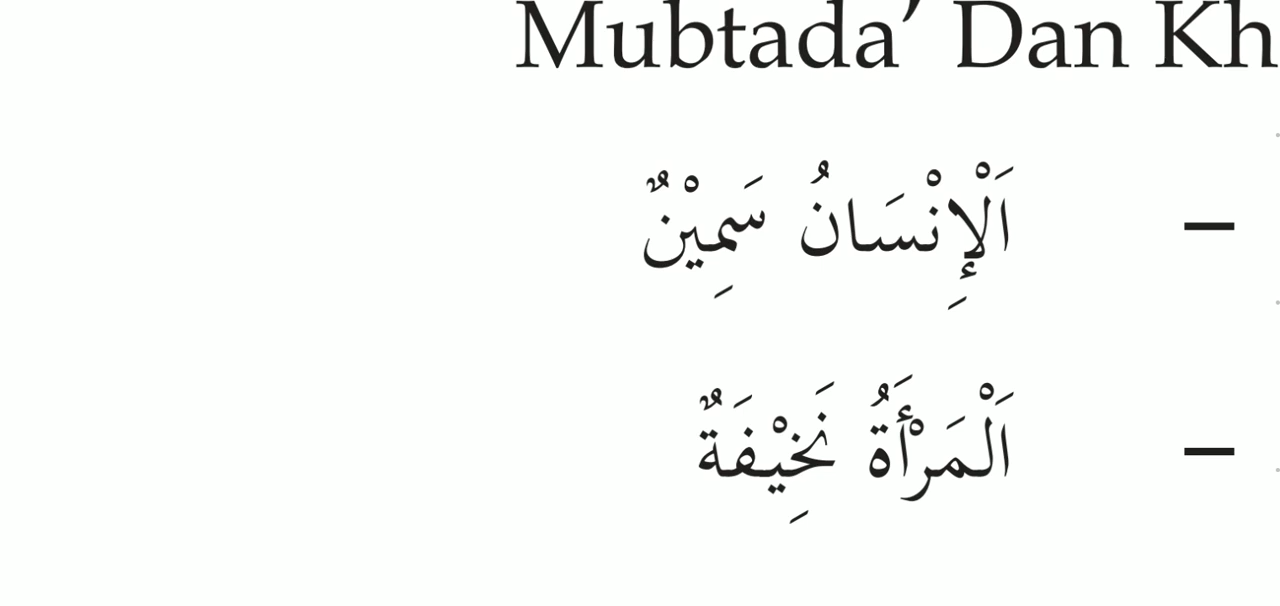 Mubtada’ Dan Kh
اَلْإِنْسَانُ سَمِيْنٌ –
اَلْمَرْأَةُ نَخِيْفَةٌ –